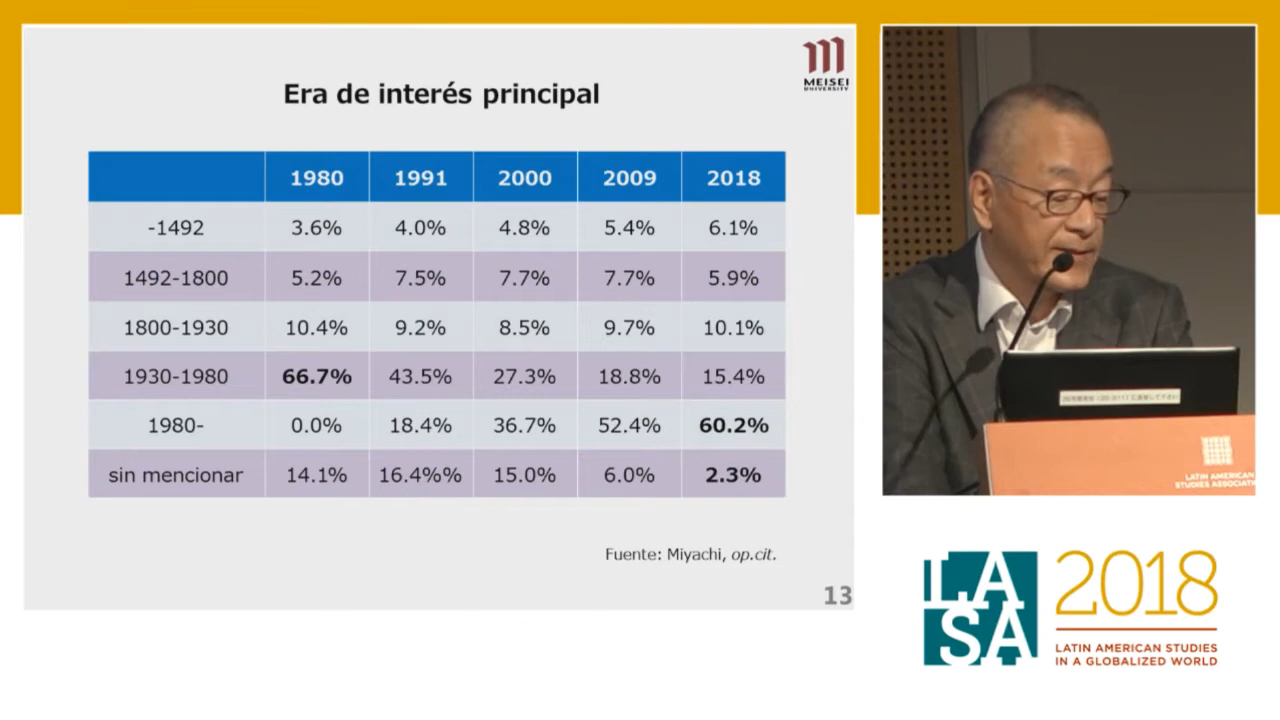 MEISEI
UNIVERSITY
Era de interés principal
1980 1991 2000 2009 2018
-1492 3.6% 4.0% 4.8% 5.4% 6.1%
1492-1800 5.2% 7.5% 7.7% 7.7% 5.9%
1800-1930 10.4% 9.2% 8.5% 9.7% 10.1%
1930-1980 66.7% 43.5% 27.3% 18.8% 15.4%
1980- 0.0% 18.4% 36.7% 52.4% 60.2%
sin mencionar 14.1% 16.4%% 15.0% 6.0% 2.3%
Fuente: Miyachi, op.cit.
13
LATIN AMERICAN
STUDIES
LA
SA
2018
LATIN AMERICAN STUDIES
IN A GLOBALIZED WORLD